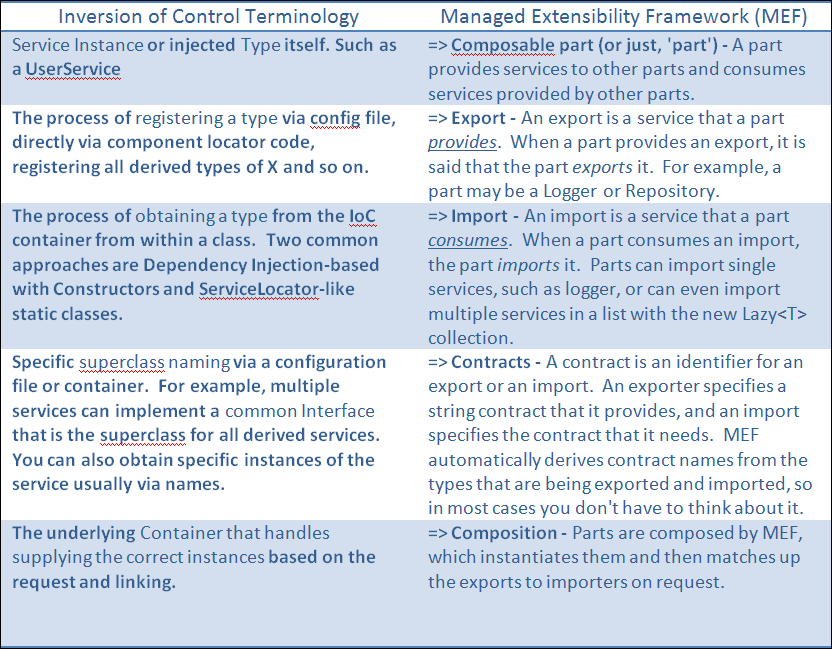 Inversion of Control Terminology
Managed Extensibility Framework (MEF)
Service Instance or injected Type itself. Such as
a UserService
=> Composable part (or just, 'part') - A part
provides services to other parts and consumes
services provided by other parts.
The process of registering a type via config file,
directly via component locator code,
registering all derived types of X and so on.
=> Export - An export is a service that a part
provides. When a part provides an export, it is
said that the part exports it. For example, a
part may be a Logger or Repository.
The process of obtaining a type from the IoC
container from within a class. Two common
approaches are Dependency Injection-based
with Constructors and ServiceLocator-like
static classes.
=> Import - An import is a service that a part
consumes. When a part consumes an import,
the part imports it. Parts can import single
services, such as logger, or can even import
multiple services in a list with the new Lazy<T>
collection.
Specific superclass naming via a configuration
file or container. For example, multiple
services can implement a common Interface
that is the superclass for all derived services.
You can also obtain specific instances of the
service usually via names.
=> Contracts - A contract is an identifier for an
export or an import. An exporter specifies a
string contract that it provides, and an import
specifies the contract that it needs. MEF
automatically derives contract names from the
types that are being exported and imported, so
in most cases you don't have to think about it.
The underlying Container that handles
supplying the correct instances based on the
request and linking.
=> Composition - Parts are composed by MEF,
which instantiates them and then matches up
the exports to importers on request.